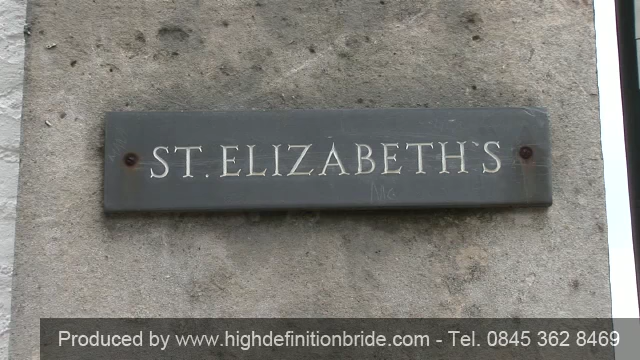 ST. ELIZABETH'S
Produced by www.highdefinitionbride.com - Tel. 0845 362 8469